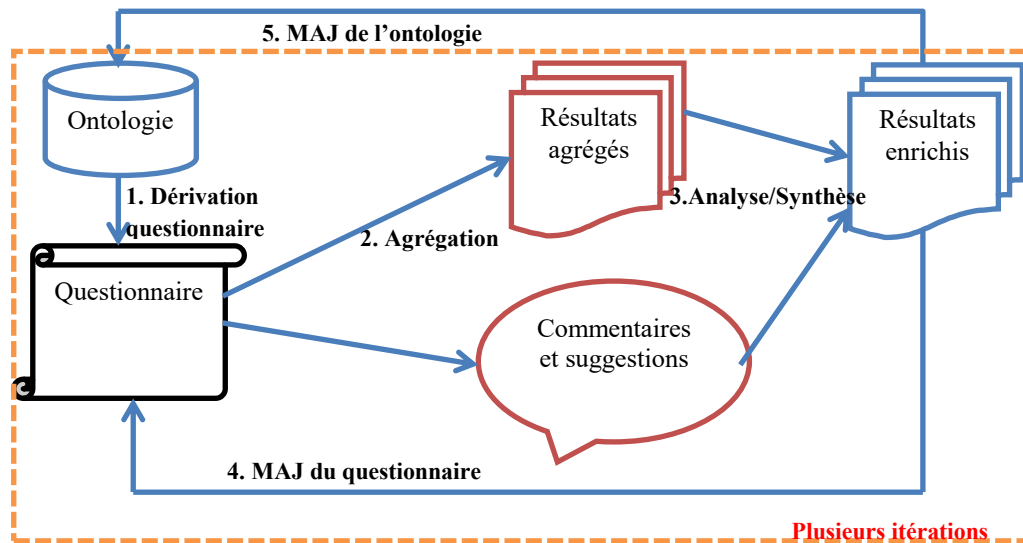 5. MAJ de l’ontologie
Ontologie
Résultats
agrégés
Résultats
enrichis
1. Dérivation
questionnaire
3.Analyse/Synthèse
2. Agrégation
Questionnaire
Commentaires
et suggestions
4. MAJ du questionnaire
Plusieurs itérations